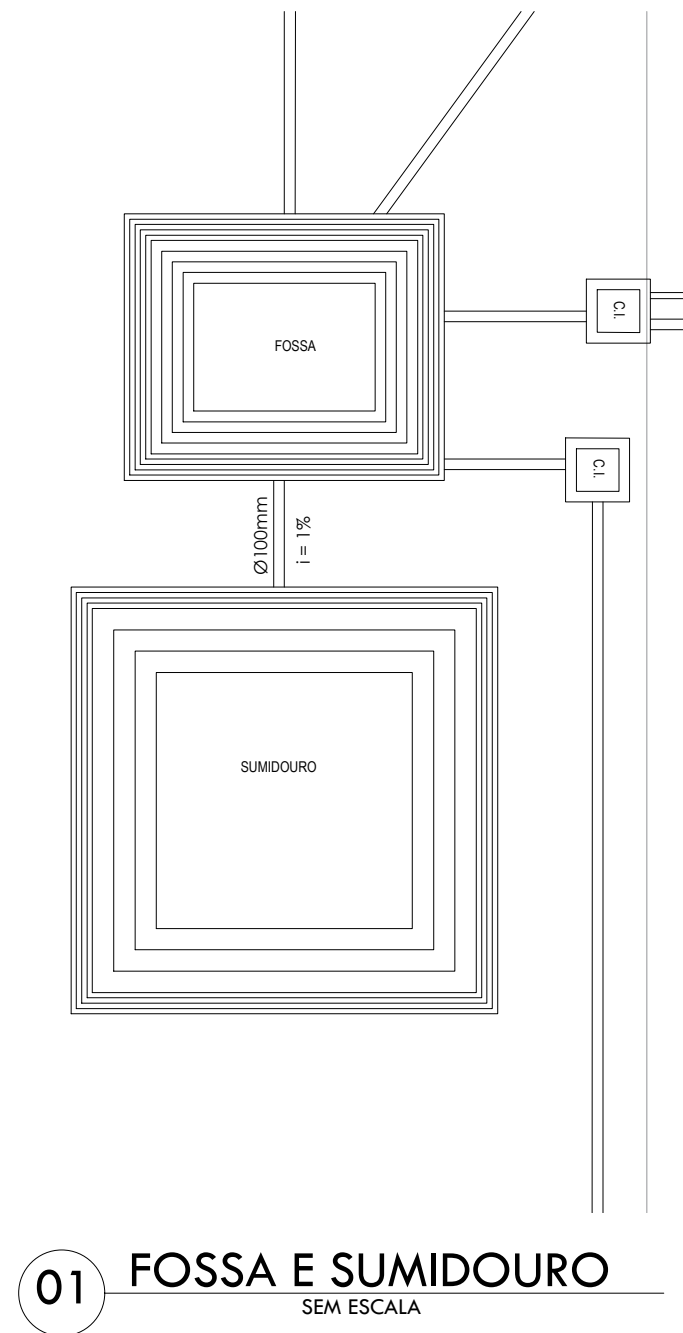 C.I.
FOSSA
C.I.
Ø100mm
i = 1%
SUMIDOURO
01
FOSSA E SUMIDOURO
SEM ESCALA